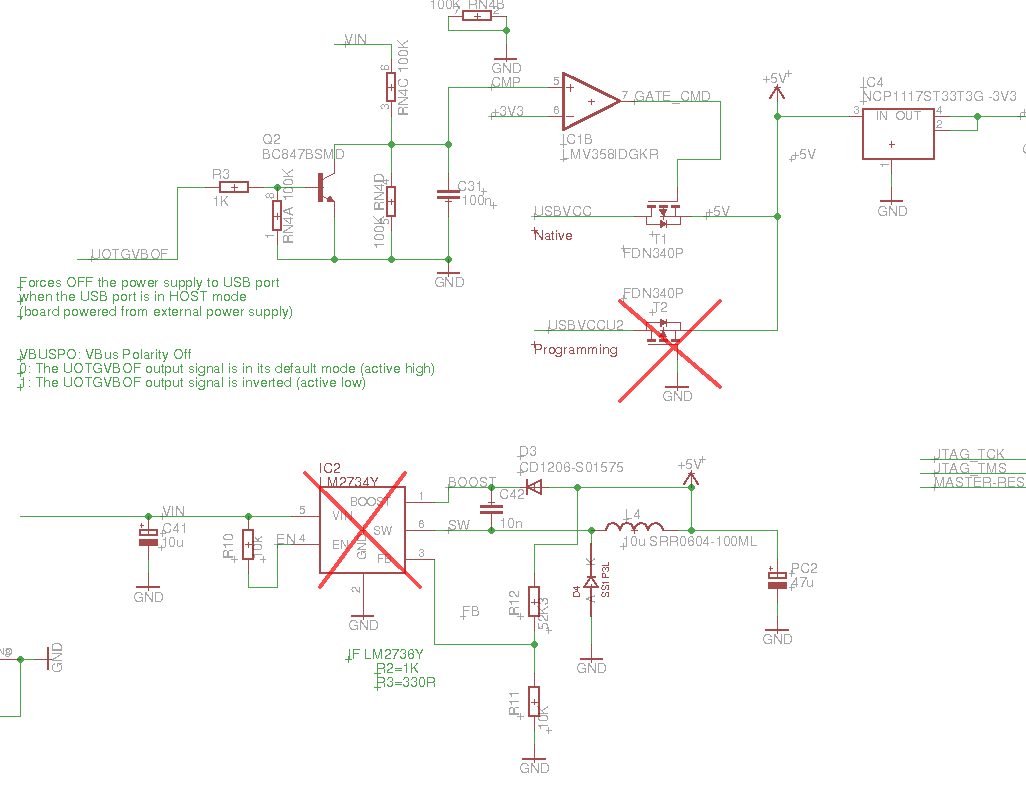 100K RN4B
7
2
GND
VIN
6
RN4C 100K
3
CMP
5
+3V3
6
7
GATE_CMD
IC1B
LMV358IDGKR
+5V
IC4
NCP1117ST33T3G -3V3
3
IN OUT
4
2
1
GND
+5V
Q2
BC847BSMD
R3
1K
8
RN4A 100K
1
4
100K RN4D
5
C31
100n
USBVCC
+5V
Native
T1
FDN340P
UOTGVBOF
GND
Forces OFF the power supply to USB port
when the USB port is in HOST mode
(board powered from external power supply)
FDN340P
T2
USBVCCU2
Programming
GND
VBUSPO: VBus Polarity Off
0: The UOTGVBOF output signal is in its default mode (active high)
1: The UOTGVBOF output signal is inverted (active low)
IC2
LM2734Y
BOOST
VIN
SW
EN
GND
FB
5
4
1
6
3
2
VIN
C41
10u
GND
R10
10k
EN
GND
BOOST
C42
10n
SW
D3
CD1206-S01575
+5V
L4
10u SRR0604-100ML
K
D4
A
SS1P3L
GND
PC2
47u
GND
R12
52K3
FB
R11
10K
GND
IF LM2736Y
R2=1K
R3=330R
JTAG_TCK
JTAG_TMS
MASTER-RES
GND